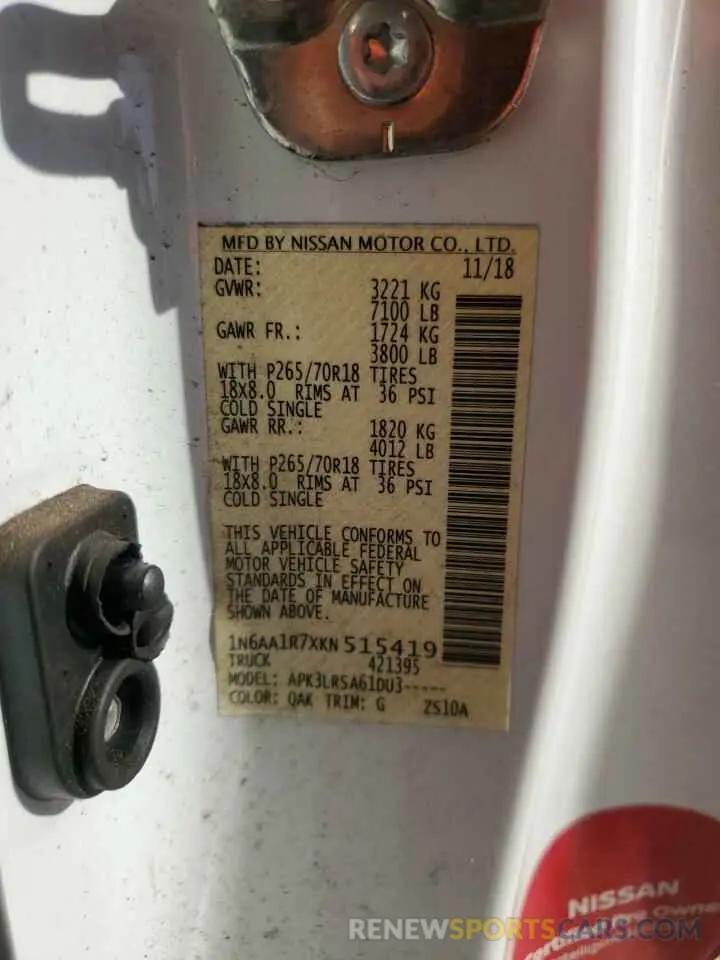 MFD BY NISSAN MOTOR CO., LTD.
DATE: 11/18
GVWR: 3221 KG
7100 LB
GAWR FR.: 1724 KG
3800 LB
WITH P265/70R18 TIRES
18X8.0 RIMS AT 36 PSI
COLD SINGLE
GAWR RR.: 1820 KG
4012 LB
WITH P265/70R18 TIRES
18X8.0 RIMS AT 36 PSI
COLD SINGLE
THIS VEHICLE CONFORMS TO
ALL APPLICABLE FEDERAL
MOTOR VEHICLE SAFETY
STANDARDS IN EFFECT ON
THE DATE OF MANUFACTURE
SHOWN ABOVE.
1N6AA1R7XKN 515419
TRUCK 421395
MODEL: APK3LRSA61DU3-----
COLOR: QAK TRIM: G ZS10A
NISSAN
Owne
RENEWSPORTSCARS.COM